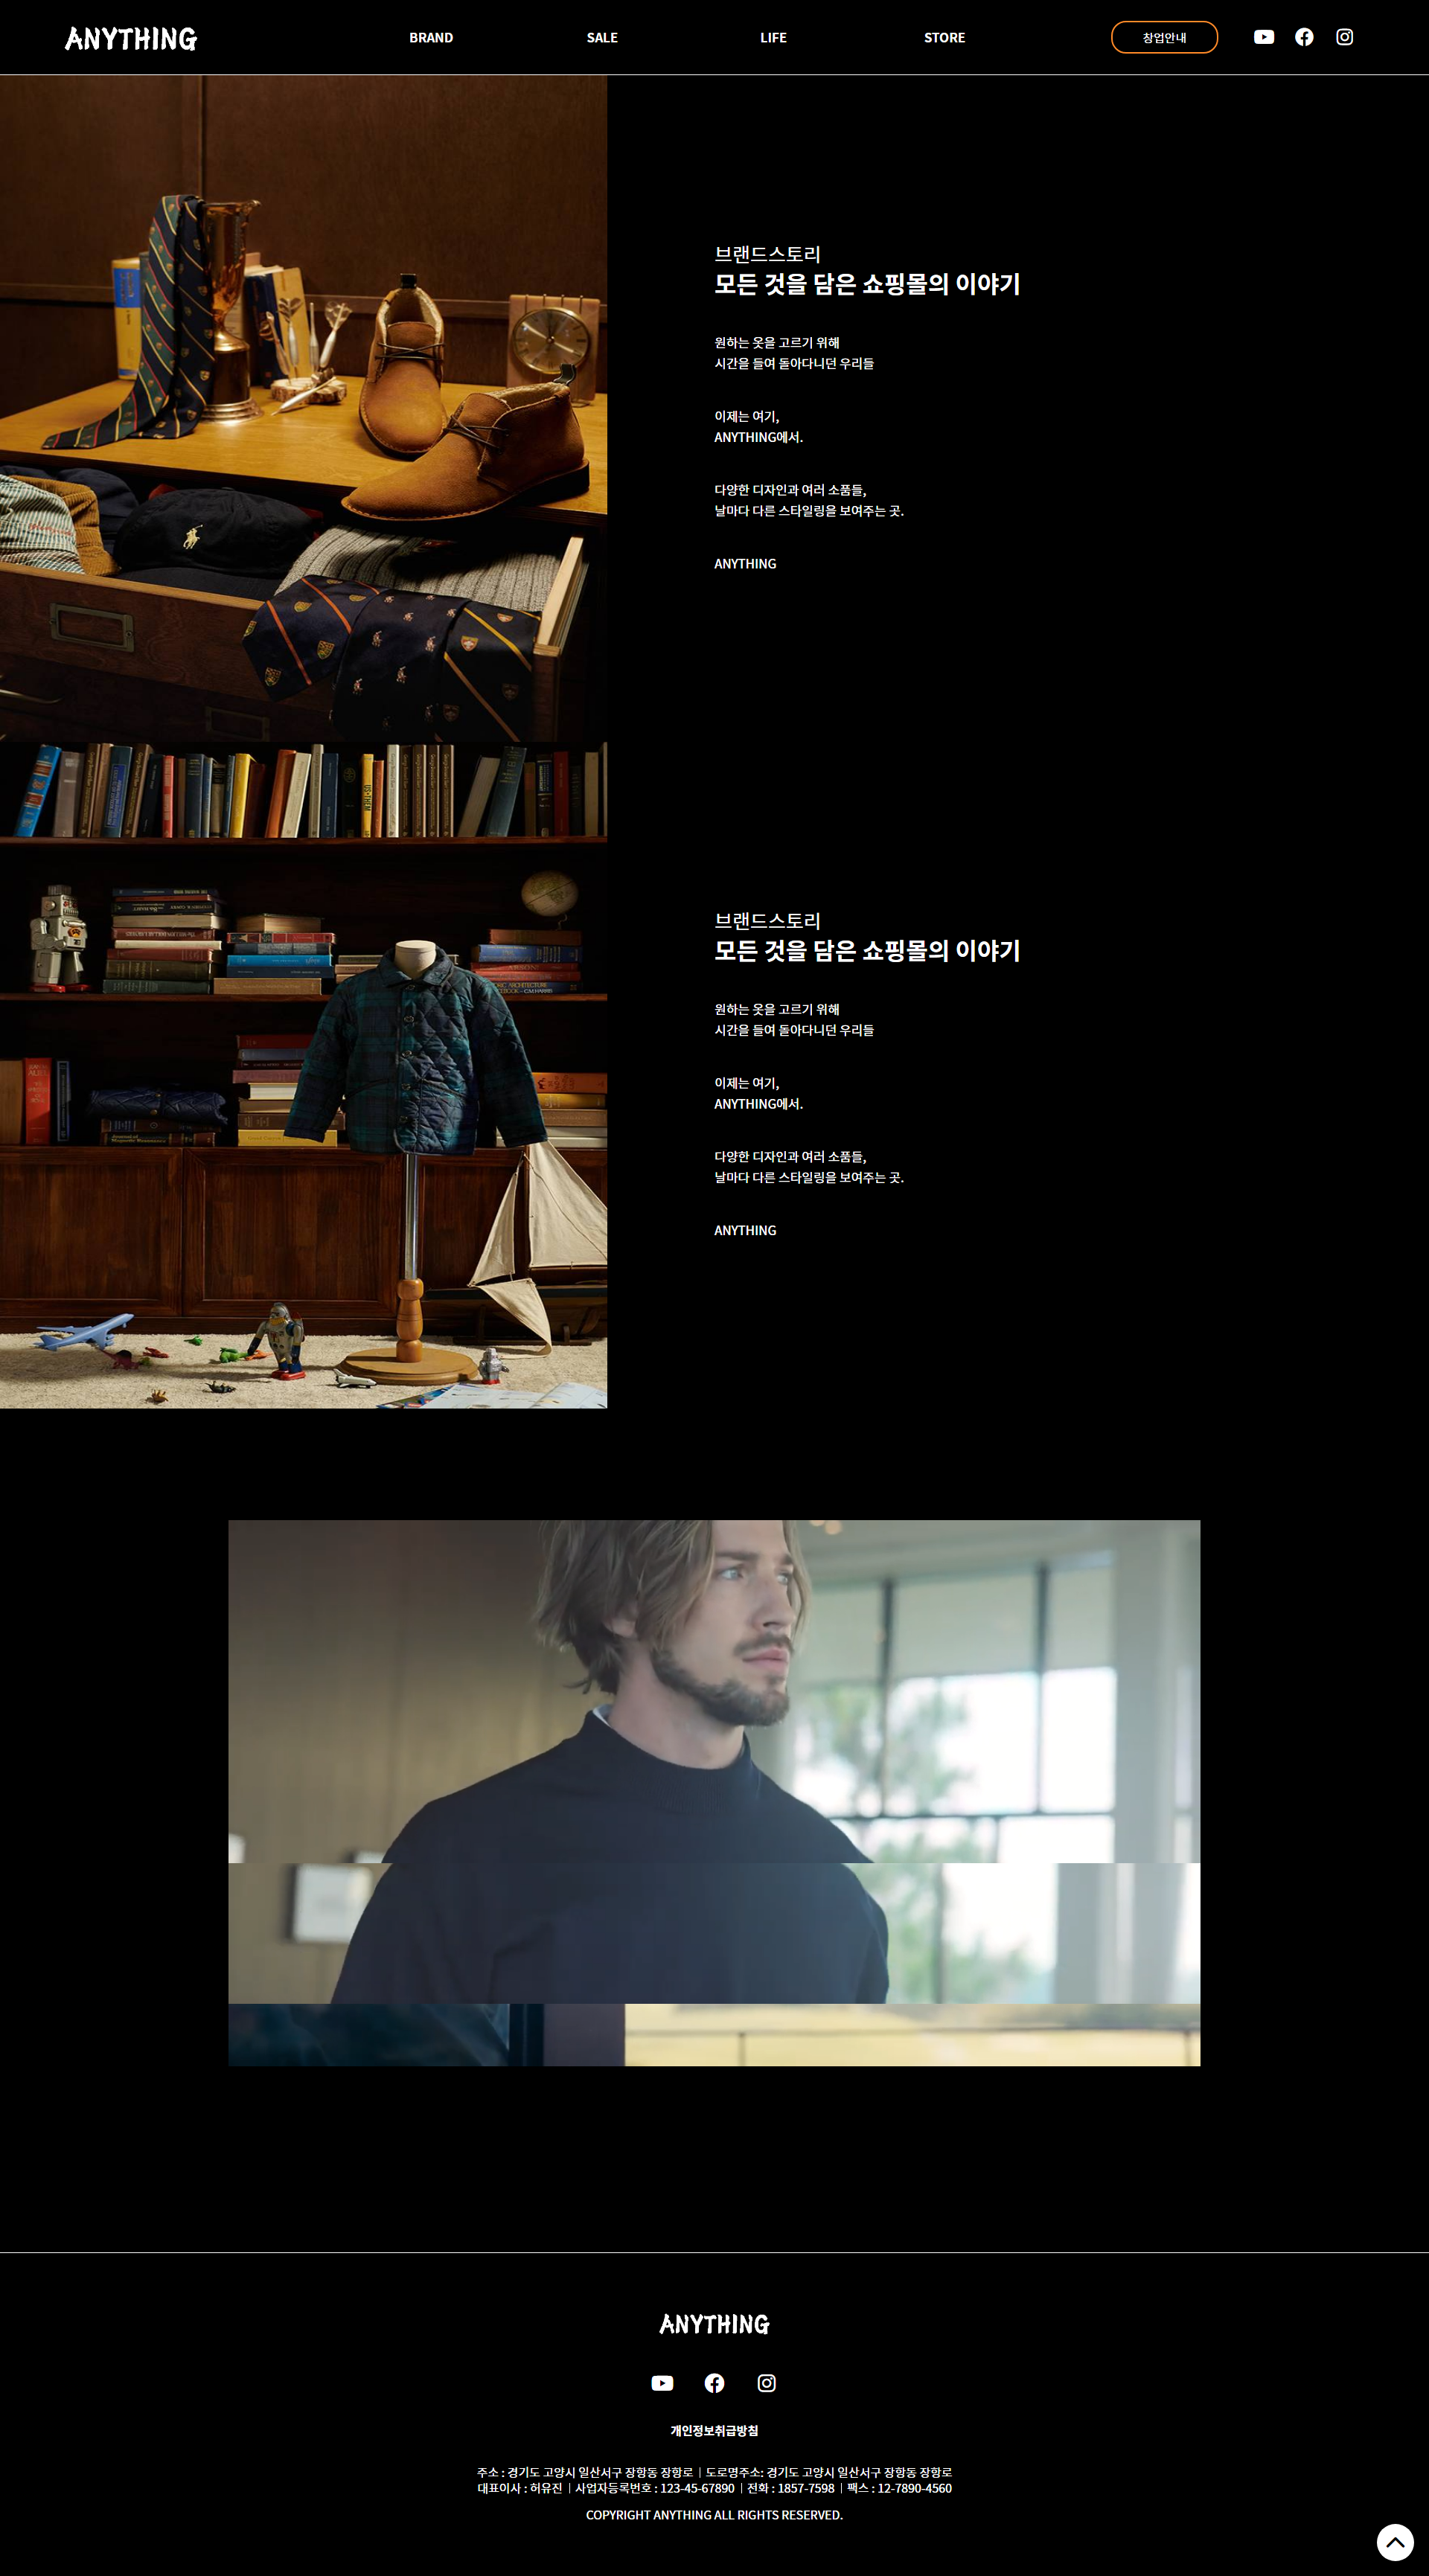 ANYTHING
BRAND
SALE
LIFE
STORE
창업안내
브랜드스토리
모든 것을 담은 쇼핑몰의 이야기
원하는 옷을 고르기 위해
시간을 들여 돌아다니던 우리들
이제는 여기,
ANYTHING에서.
다양한 디자인과 여러 소품들,
날마다 다른 스타일링을 보여주는 곳.
ANYTHING
브랜드스토리
모든 것을 담은 쇼핑몰의 이야기
원하는 옷을 고르기 위해
시간을 들여 돌아다니던 우리들
이제는 여기,
ANYTHING에서.
다양한 디자인과 여러 소품들,
날마다 다른 스타일링을 보여주는 곳.
ANYTHING
ANYTHING
개인정보취급방침
주소 : 경기도 고양시 일산서구 장항동 장항로ㅣ도로명주소: 경기도 고양시 일산서구 장항동 장항로
대표이사 : 허유진 ㅣ사업자등록번호 : 123-45-67890 ㅣ전화 : 1857-7598 ㅣ팩스 : 12-7890-4560
COPYRIGHT ANYTHING ALL RIGHTS RESERVED.